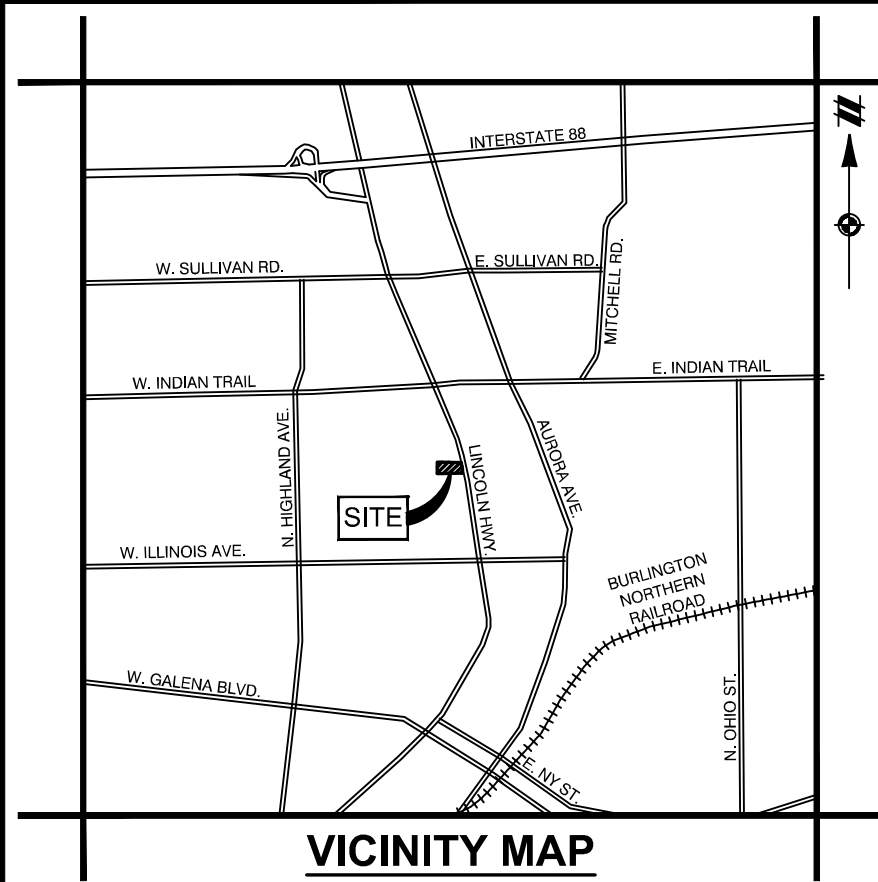 INTERSTATE 88
W. SULLIVAN RD.
E. SULLIVAN RD.
MITCHELL RD.
W. INDIAN TRAIL
E. INDIAN TRAIL
N. HIGHLAND AVE.
LINCOLN HWY.
AURORA AVE.
SITE
W. ILLINOIS AVE.
BURLINGTON
NORTHERN
RAILROAD
W. GALENA BLVD.
N. OHIO ST.
E. NY ST.
VICINITY MAP